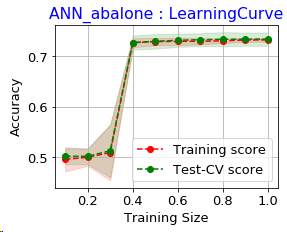 ANN_abalone : LearningCurve
0.7
0.6
0.5
Accuracy
Training score
Test-CV score
0.2 0.4 0.6 0.8 1.0
Training Size